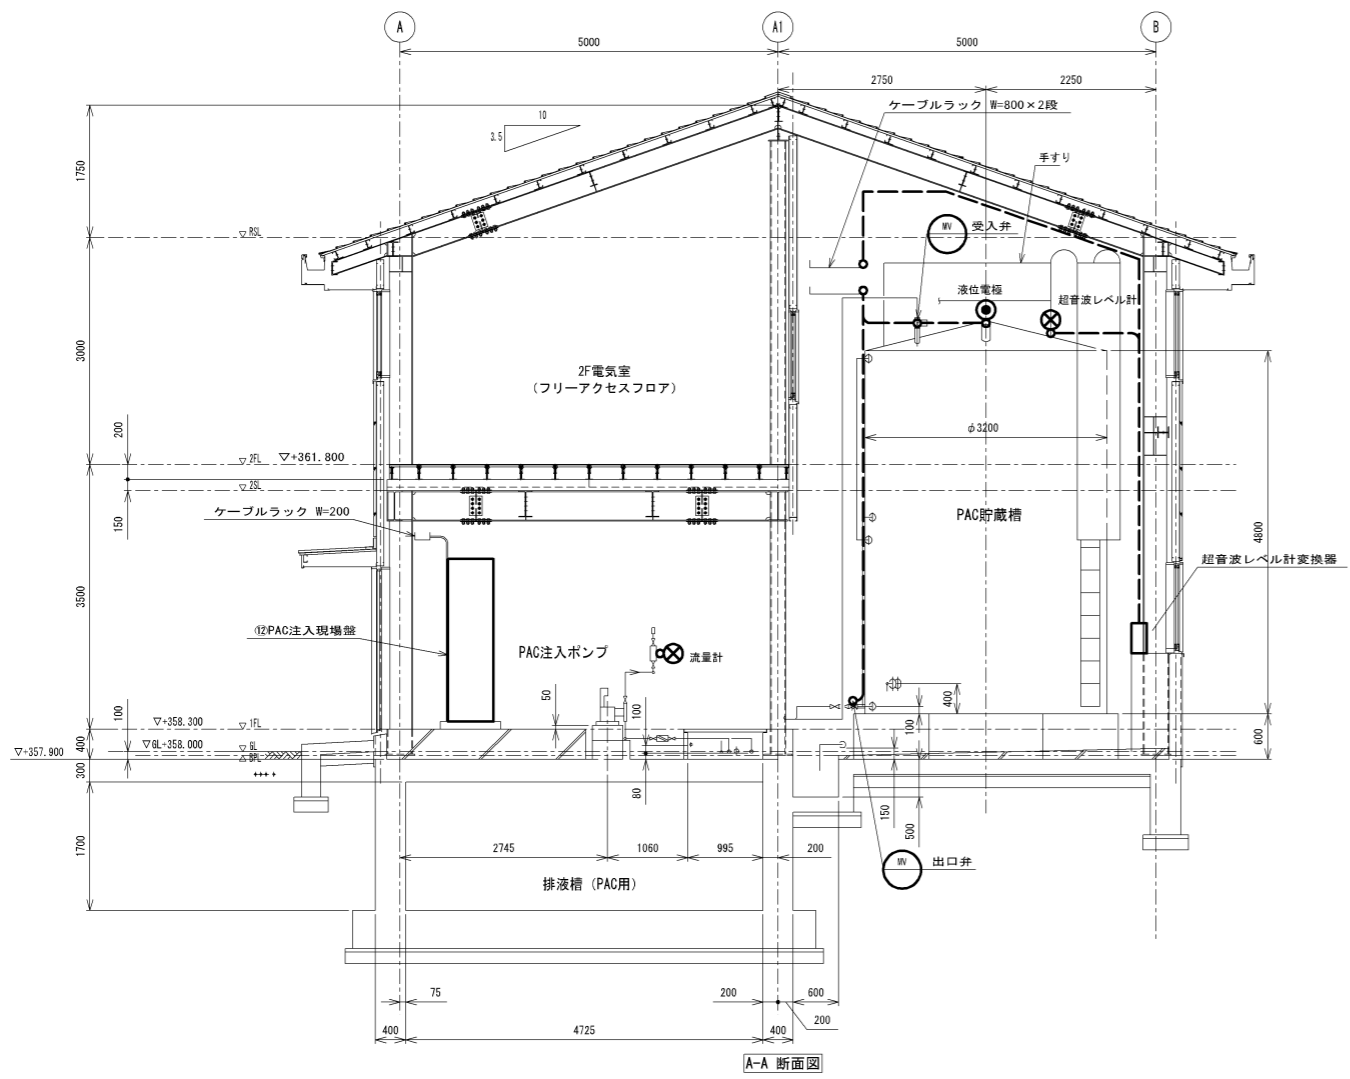 A
A1
B
5000
5000
2750
2250
ケーブルラック W=800×2段
10
3.5
手すり
1750
MV
受入弁
RSL
液位電極
超音波レベル計
3000
2F電気室
(フリーアクセスフロア)
200
φ3200
2FL
▽+361.800
2SL
ケーブルラック W=200
150
PAC貯蔵槽
4800
超音波レベル計変換器
3500
⑫PAC注入現場盤
PAC注入ポンプ
流量計
400
50
100
100
100
▽+358.300
1FL
▽GL+358.000
GL
▽+357.900
BPL
400
600
300
80
150
500
1700
2745
1060
995
200
MV
出口弁
排液槽 (PAC用)
75
200
600
200
400
4725
400
A-A 断面図